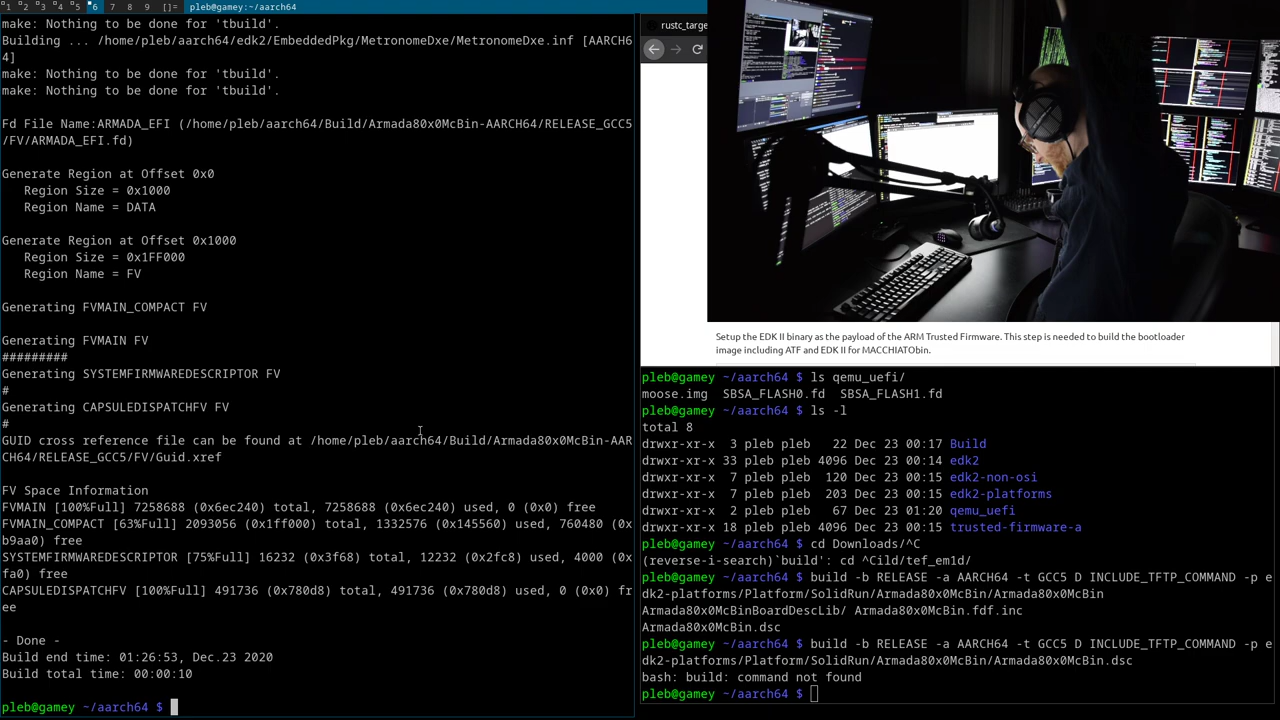 1 2 3 4 5 6 7 8 9 []= pleb@gamey:~/aarch64
make: Nothing to be done for 'tbuild'.
Building ... /home/pleb/aarch64/edk2/EmbeddedPkg/MetronomeDxe/MetronomeDxe.inf [AARCH6
4]
make: Nothing to be done for 'tbuild'.
make: Nothing to be done for 'tbuild'.
Fd File Name:ARMADA_EFI (/home/pleb/aarch64/Build/Armada80x0McBin-AARCH64/RELEASE_GCC5
/FV/ARMADA_EFI.fd)
Generate Region at Offset 0x0
Region Size = 0x1000
Region Name = DATA
Generate Region at Offset 0x1000
Region Size = 0x1FF000
Region Name = FV
Generating FVMAIN_COMPACT FV
Generating FVMAIN FV
#########
Generating SYSTEMFIRMWAREDESCRIPTOR FV
#
Generating CAPSULEDISPATCHFV FV
#
GUID cross reference file can be found at /home/pleb/aarch64/Build/Armada80x0McBin-AAR
CH64/RELEASE_GCC5/FV/Guid.xref
FV Space Information
FVMAIN [100%Full] 7258688 (0x6ec240) total, 7258688 (0x6ec240) used, 0 (0x0) free
FVMAIN_COMPACT [63%Full] 2093056 (0x1ff000) total, 1332576 (0x145560) used, 760480 (0x
b9aa0) free
SYSTEMFIRMWAREDESCRIPTOR [75%Full] 16232 (0x3f68) total, 12232 (0x2fc8) used, 4000 (0x
fa0) free
CAPSULEDISPATCHFV [100%Full] 491736 (0x780d8) total, 491736 (0x780d8) used, 0 (0x0) fr
ee
- Done -
Build end time: 01:26:53, Dec.23 2020
Build total time: 00:00:10
pleb@gamey ~/aarch64 $
rustc_targe
Setup the EDK II binary as the payload of the ARM Trusted Firmware. This step is needed to build the bootloader
image including ATF and EDK II for MACCHIATObin.
pleb@gamey ~/aarch64 $ ls qemu_uefi/
moose.img SBSA_FLASH0.fd SBSA_FLASH1.fd
pleb@gamey ~/aarch64 $ ls -l
total 8
drwxr-xr-x 3 pleb pleb 22 Dec 23 00:17 Build
drwxr-xr-x 33 pleb pleb 4096 Dec 23 00:14 edk2
drwxr-xr-x 7 pleb pleb 120 Dec 23 00:15 edk2-non-osi
drwxr-xr-x 7 pleb pleb 203 Dec 23 00:15 edk2-platforms
drwxr-xr-x 2 pleb pleb 67 Dec 23 01:20 qemu_uefi
drwxr-xr-x 18 pleb pleb 4096 Dec 23 00:15 trusted-firmware-a
pleb@gamey ~/aarch64 $ cd Downloads/^C
(reverse-i-search)`build': cd ^Cild/tef_em1d/
pleb@gamey ~/aarch64 $ build -b RELEASE -a AARCH64 -t GCC5 D INCLUDE_TFTP_COMMAND -p e
dk2-platforms/Platform/SolidRun/Armada80x0McBin/Armada80x0McBin
Armada80x0McBinBoardDescLib/ Armada80x0McBin.fdf.inc
Armada80x0McBin.dsc
pleb@gamey ~/aarch64 $ build -b RELEASE -a AARCH64 -t GCC5 D INCLUDE_TFTP_COMMAND -p e
dk2-platforms/Platform/SolidRun/Armada80x0McBin/Armada80x0McBin.dsc
bash: build: command not found
pleb@gamey ~/aarch64 $